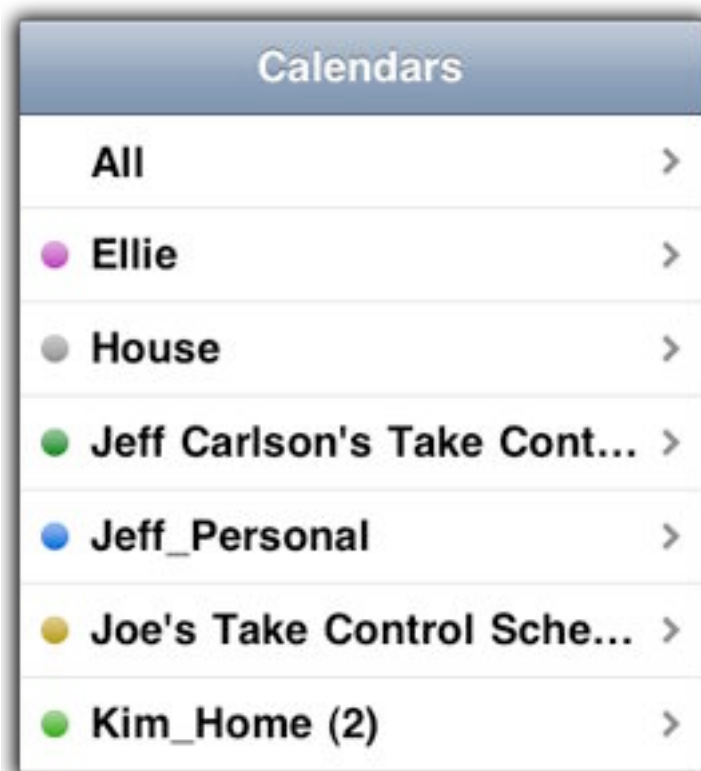 Calendars
All
Ellie
House
Jeff Carlson's Take Cont...
Jeff_Personal
Joe's Take Control Sche...
Kim_Home (2)